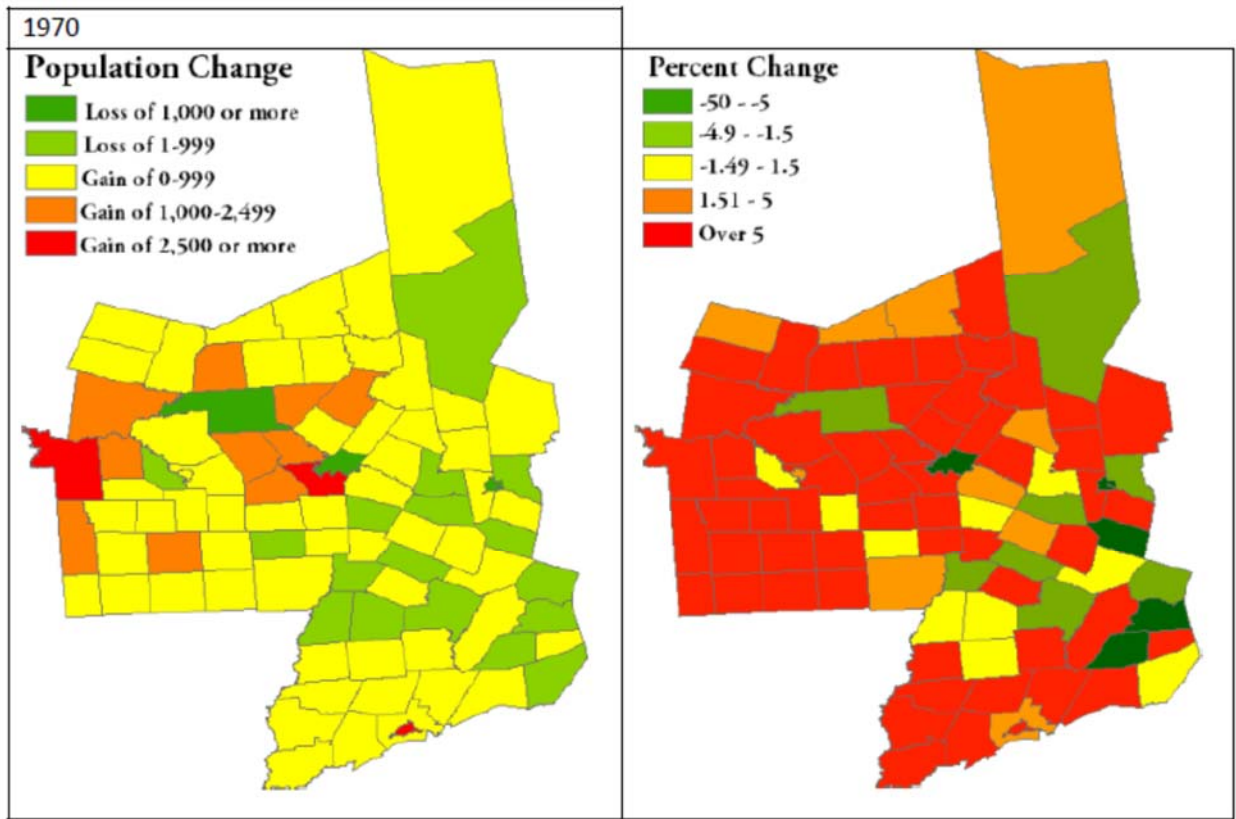 1970
Population Change
Loss of 1,000 or more
Loss of 1-999
Gain of 0-999
Gain of 1,000-2,499
Gain of 2,500 or more
Percent Change
-50 - -5
-4.9 - -1.5
-1.49 - 1.5
1.51 - 5
Over 5